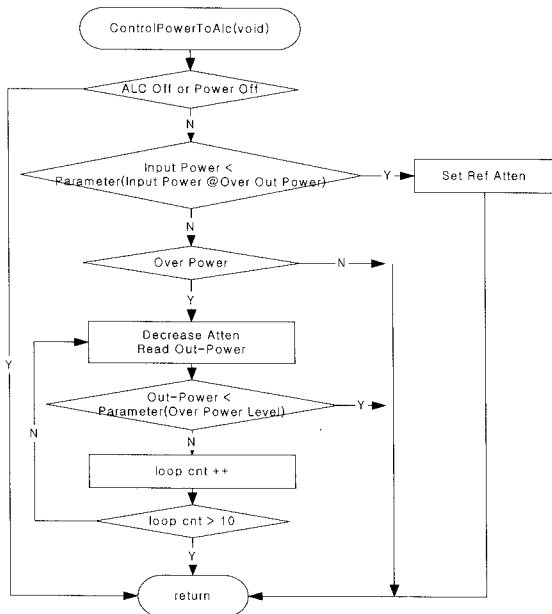 ControlPowerToAlc(void)
ALC Off or Power Off
N
Input Power <
Parameter(Input Power @Over Out Power)
Y
Set Ref Atten
N
Over Power
N
Y
Decrease Atten
Read Out-Power
Y
Out-Power <
Parameter(Over Power Level)
Y
N
N
loop cnt ++
loop cnt > 10
Y
return